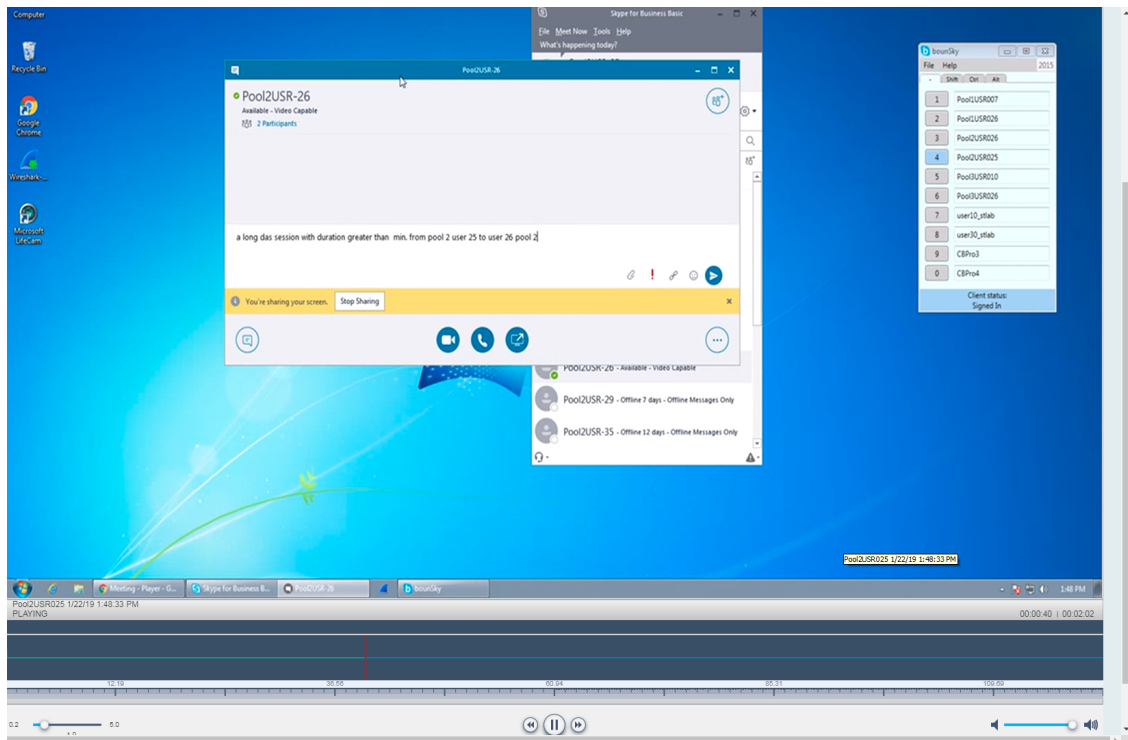 Computer
Recycle Bin
Google
Chrome
Wireshark-...
Microsoft
LifeCam
Skype for Business Basic
File Meet Now Tools Help
What's happening today?
Pool2USR-26
Pool2USR-26
Available - Video Capable
2 Participants
a long das session with duration greater than min. from pool 2 user 25 to user 26 pool 2
You're sharing your screen. Stop Sharing
Pool2USR-26 - Available - Video Capable
Pool2USR-29 - Offline 7 days - Offline Messages Only
Pool2USR-35 - Offline 12 days - Offline Messages Only
bounSky
File Help 2015
- Shift Ctrl Alt
1 Pool1USR007
2 Pool1USR026
3 Pool2USR026
4 Pool2USR025
5 Pool3USR010
6 Pool3USR026
7 user10_stlab
8 user30_stlab
9 CBPro3
0 CBPro4
Client status:
Signed In
Pool2USR025 1/22/19 1:48:33 PM
Meeting - Player - G... Skype for Business B... Pool2USR-26 bounSky 1:48 PM
Pool2USR025 1/22/19 1:48:33 PM
PLAYING 00:00:40 | 00:02:02
12.19 36.56 60.94 85.31 109.69
0.2 5.0